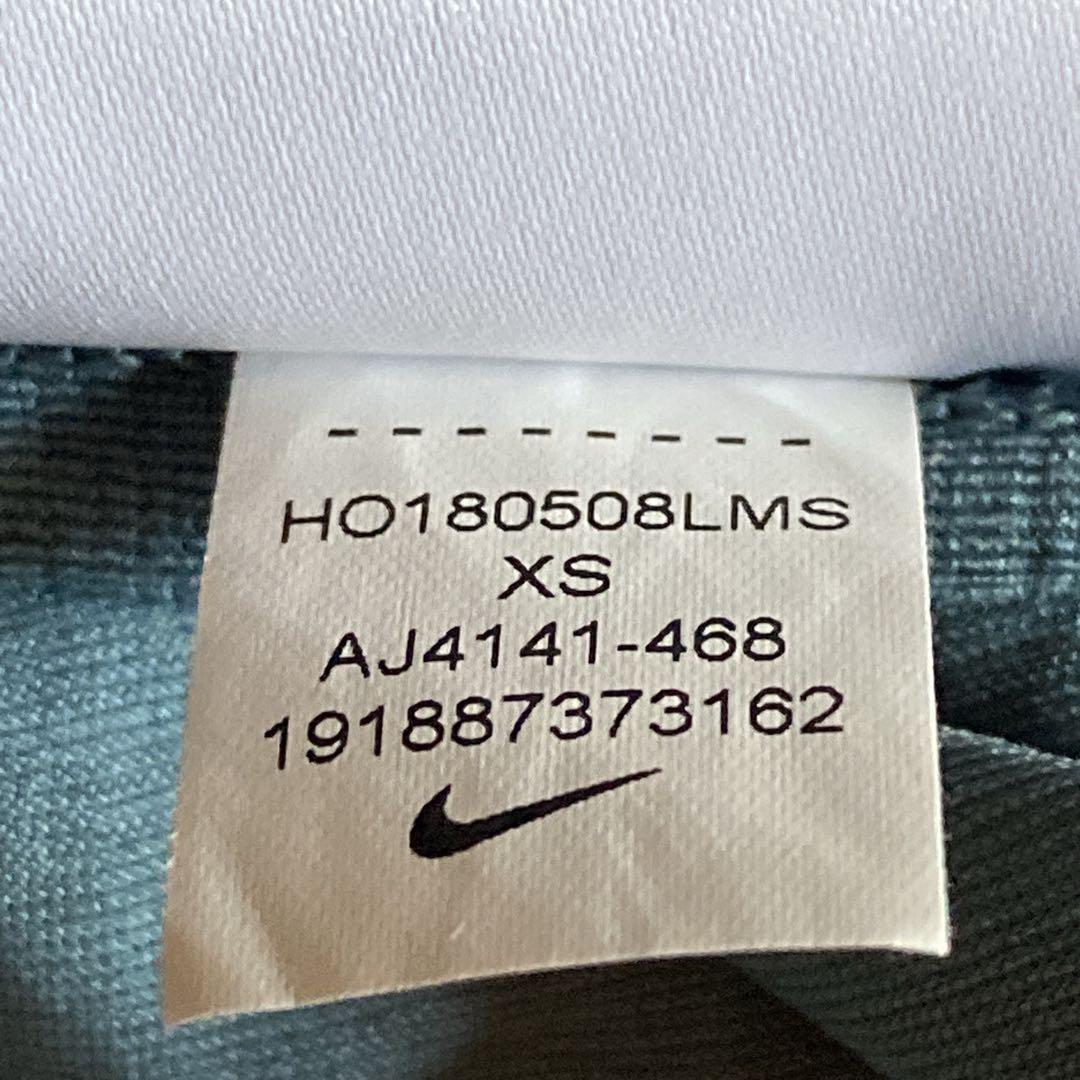 --------
HO180508LMS
XS
AJ4141-468
191887373162